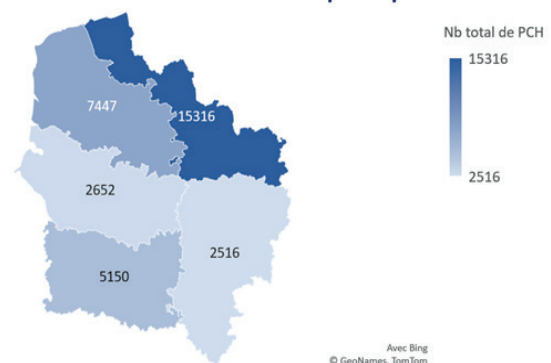 Nb total de PCH
15316
7447
15316
2652
2516
2516
5150
Avec Bing
© GeoNames, TomTom